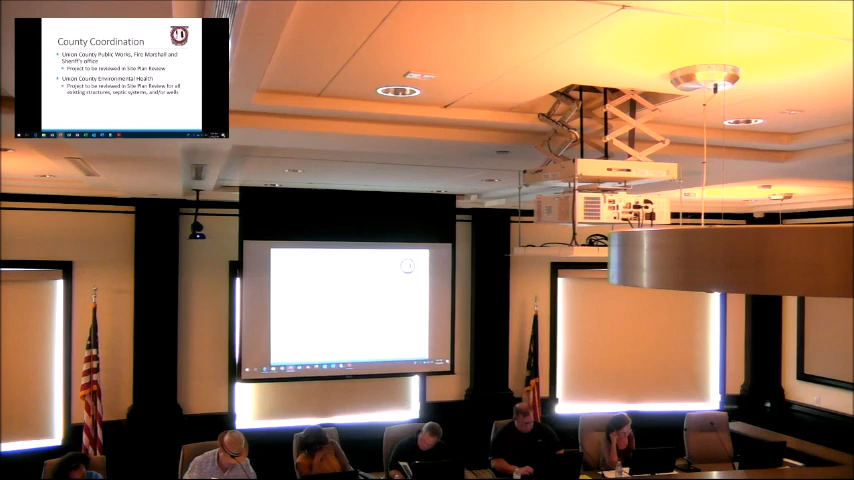 County Coordination
Union County Public Works, Fire Marshall and
Sheriff's office
Project to be reviewed in Site Plan Review
Union County Environmental Health
Project to be reviewed in Site Plan Review for all
existing structures, septic systems, and/or wells